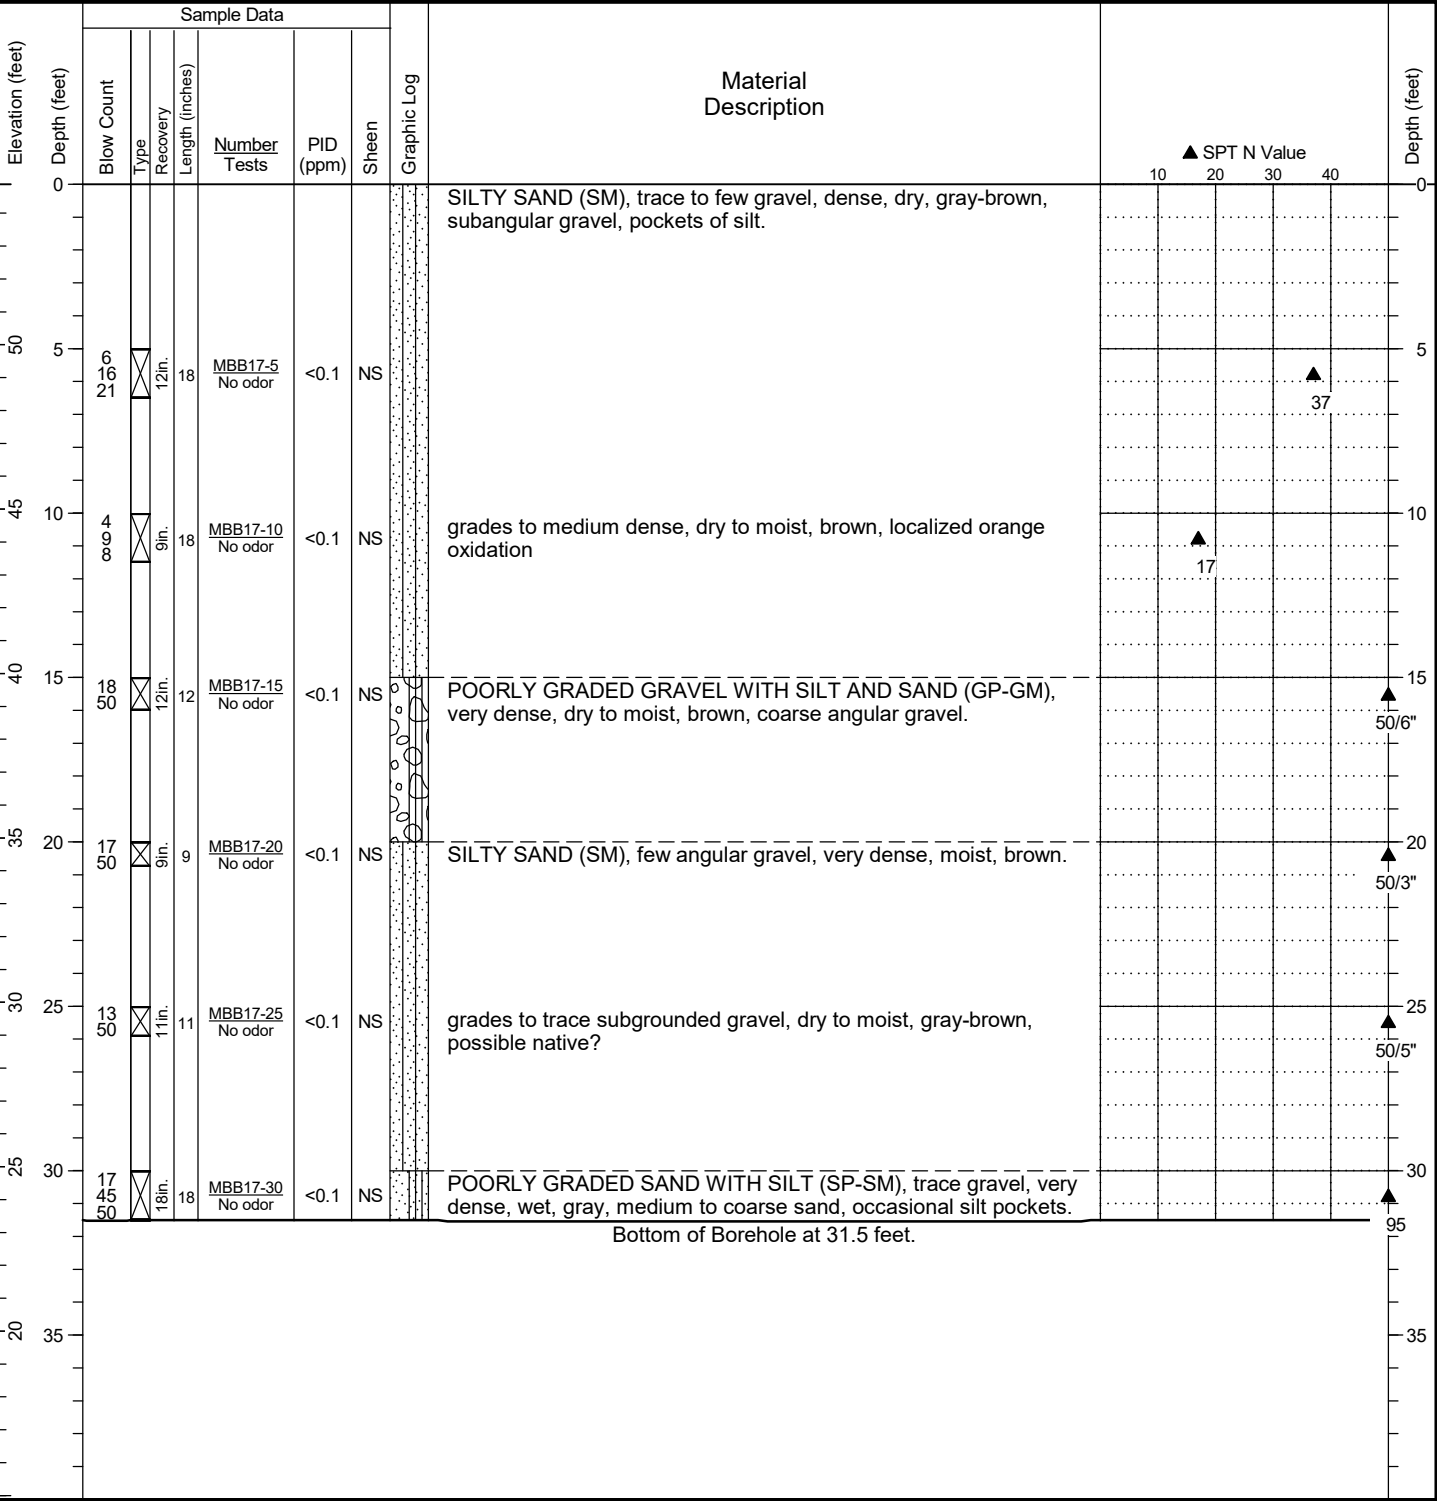 Sample Data
Elevation (feet)
Depth (feet)
Blow Count
Type
Recovery
Length (inches)
Number
Tests
PID
(ppm)
Sheen
Graphic Log
Material
Description
▲ SPT N Value
10 20 30 40
Depth (feet)
0 SILTY SAND (SM), trace to few gravel, dense, dry, gray-brown, 0
subangular gravel, pockets of silt.
50 5 5
6
16
21
12in. 18
MBB17-5
No odor
<0.1 NS
37
45 10 10
4
9
8
9in. 18
MBB17-10
No odor
<0.1 NS
grades to medium dense, dry to moist, brown, localized orange
oxidation
17
40 15 15
18
50
12in. 12
MBB17-15
No odor
<0.1 NS
POORLY GRADED GRAVEL WITH SILT AND SAND (GP-GM),
very dense, dry to moist, brown, coarse angular gravel.
50/6"
35 20 20
17
50
9in. 9
MBB17-20
No odor
<0.1 NS
SILTY SAND (SM), few angular gravel, very dense, moist, brown.
50/3"
30 25 25
13
50
11in. 11
MBB17-25
No odor
<0.1 NS
grades to trace subgrounded gravel, dry to moist, gray-brown,
possible native?
50/5"
25 30 30
17
45
50
18in. 18
MBB17-30
No odor
<0.1 NS
POORLY GRADED SAND WITH SILT (SP-SM), trace gravel, very
dense, wet, gray, medium to coarse sand, occasional silt pockets.
95
Bottom of Borehole at 31.5 feet.
20 35 35